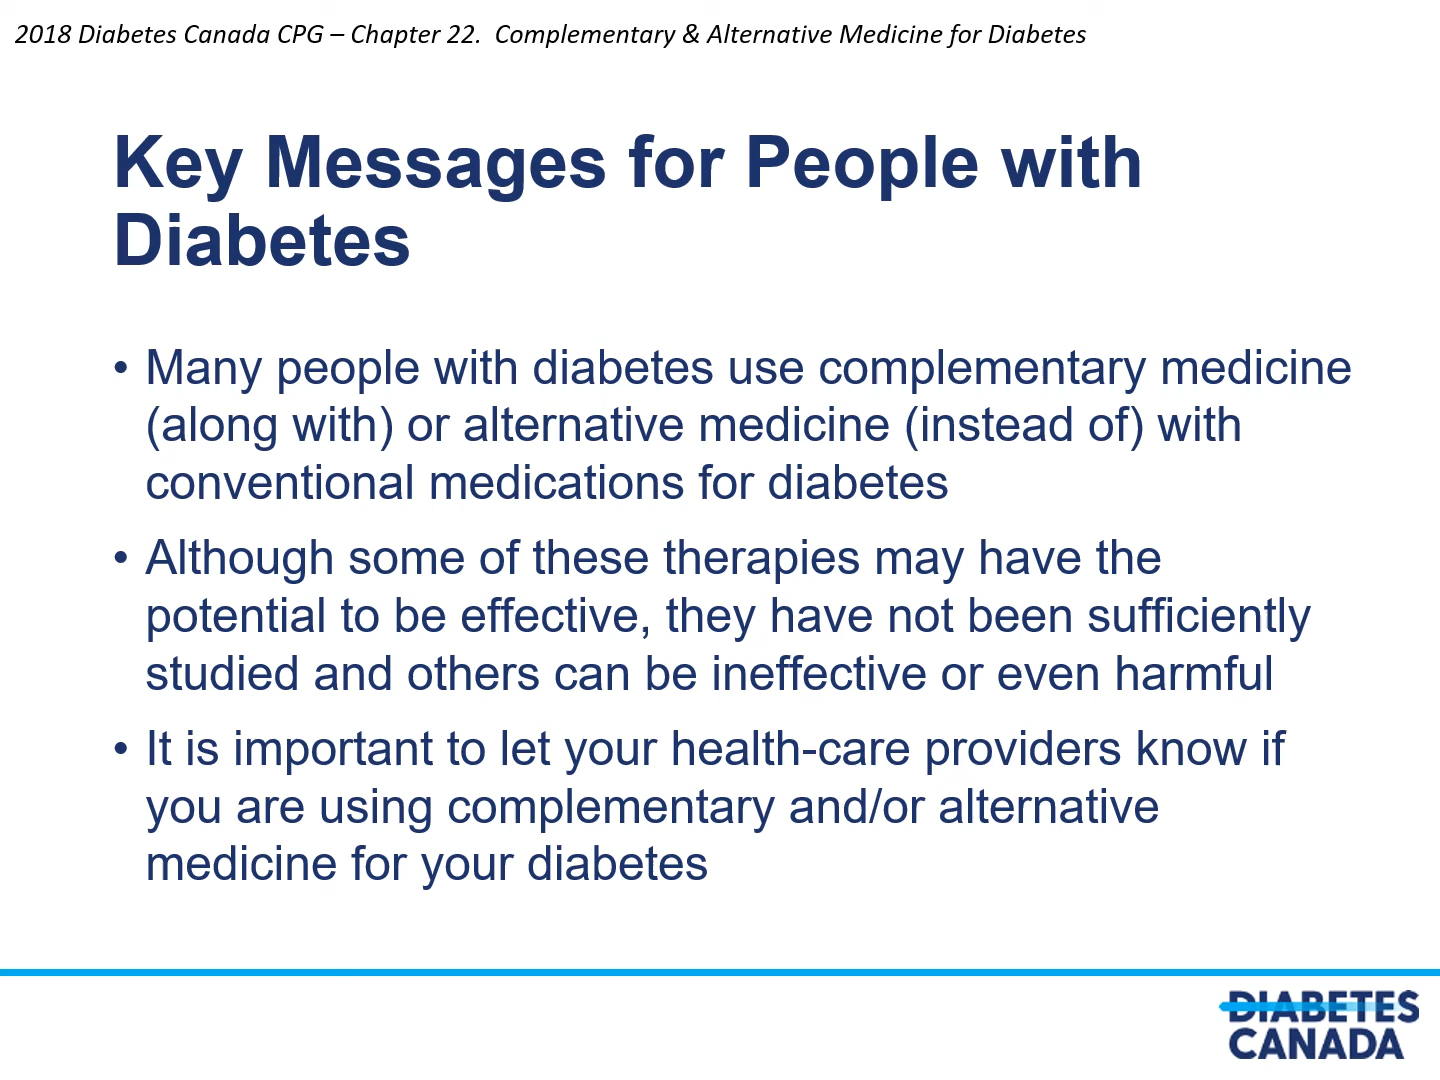 2018 Diabetes Canada CPG – Chapter 22.  Complementary & Alternative Medicine for Diabetes
Key Messages for People with
Diabetes
• Many people with diabetes use complementary medicine
(along with) or alternative medicine (instead of) with
conventional medications for diabetes
• Although some of these therapies may have the
potential to be effective, they have not been sufficiently
studied and others can be ineffective or even harmful
• It is important to let your health-care providers know if
you are using complementary and/or alternative
medicine for your diabetes
DIABETES
CANADA